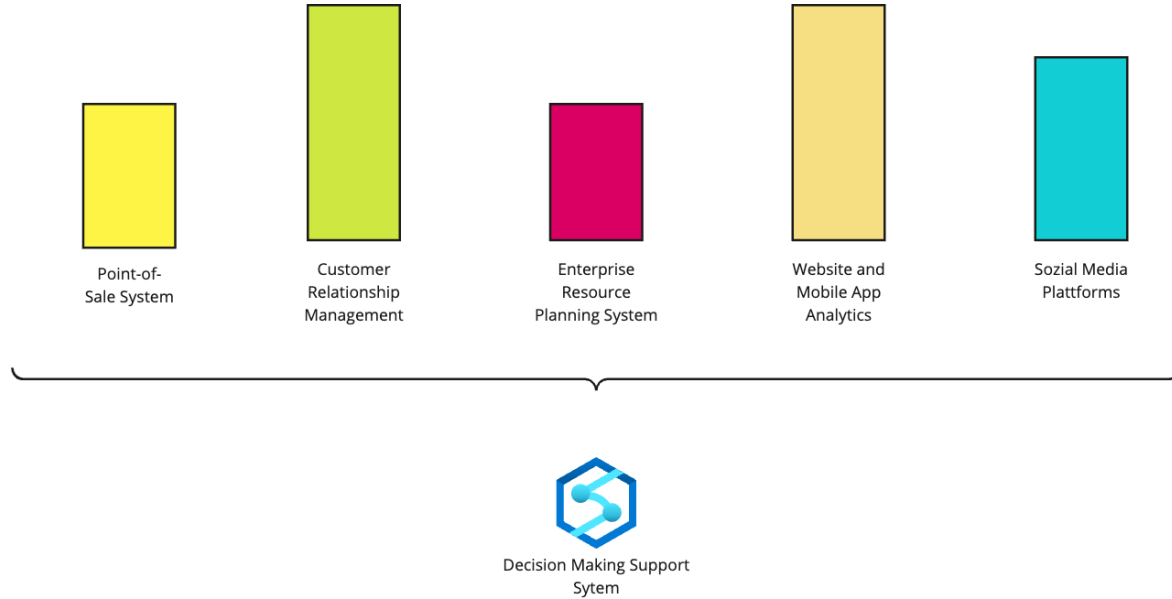 Point-of-
Sale System
Customer
Relationship
Management
Enterprise
Resource
Planning System
Website and
Mobile App
Analytics
Sozial Media
Plattforms
Decision Making Support
Sytem